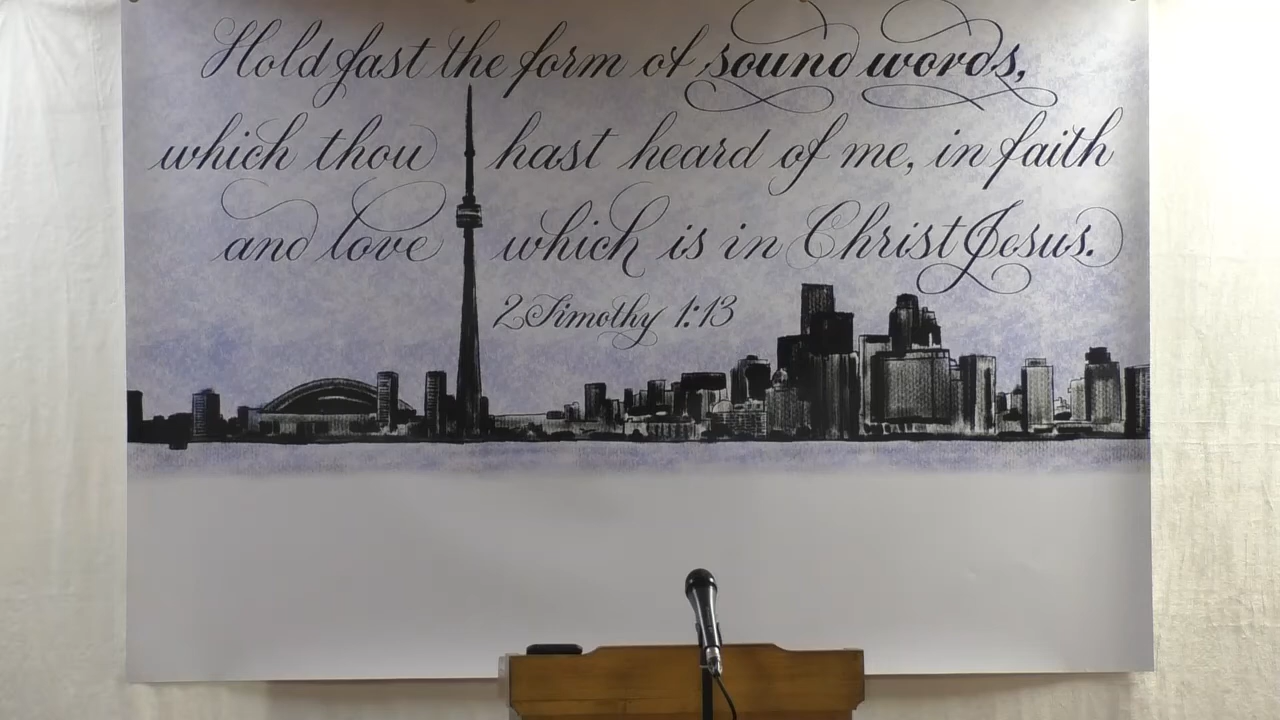 Hold fast the form of sound words,
which thou hast heard of me, in faith
and love which is in Christ Jesus.
2 Timothy 1:13